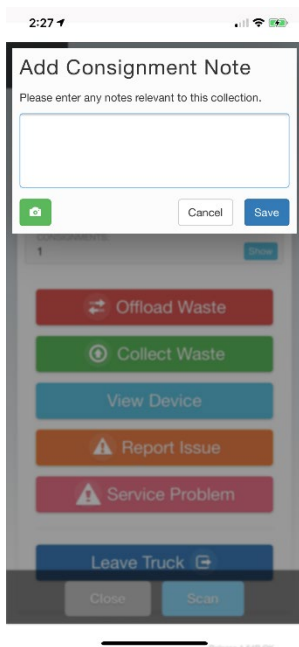 2:27
Add Consignment Note
Please enter any notes relevant to this collection.
Cancel
Save
CONSIGNMENTS:
1
Show
Offload Waste
Collect Waste
View Device
Report Issue
Service Problem
Leave Truck
Close
Scan